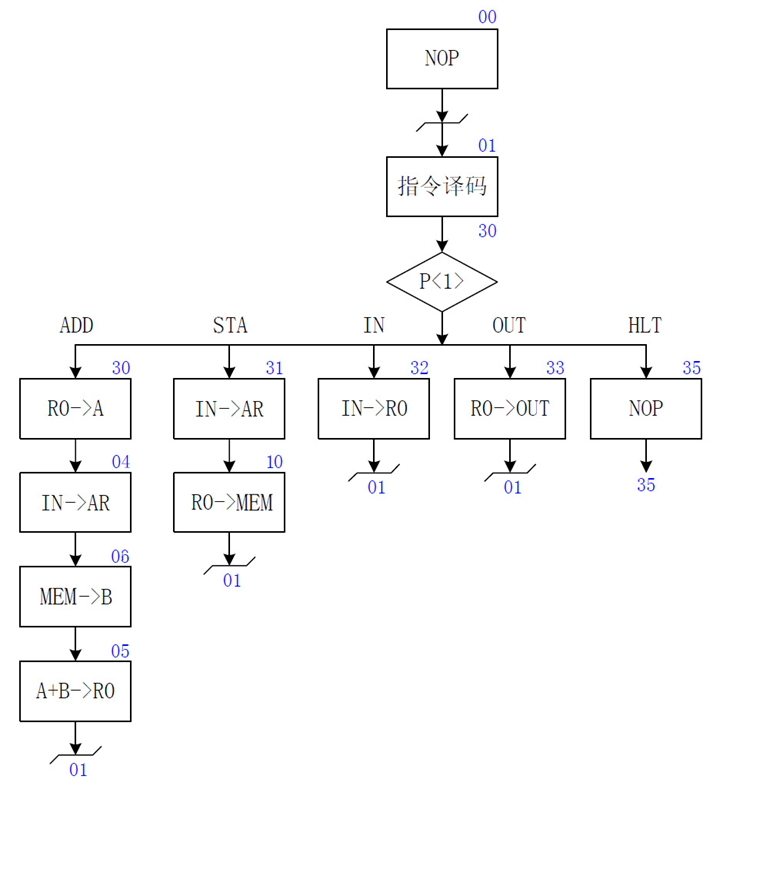 00
NOP
01
指令译码
30
P<1>
ADD STA IN OUT HLT
30 31 32 33 35
R0->A IN->AR IN->R0 R0->OUT NOP
04 10 01 01 35
IN->AR R0->MEM
06 01
MEM->B
05
A+B->R0
01